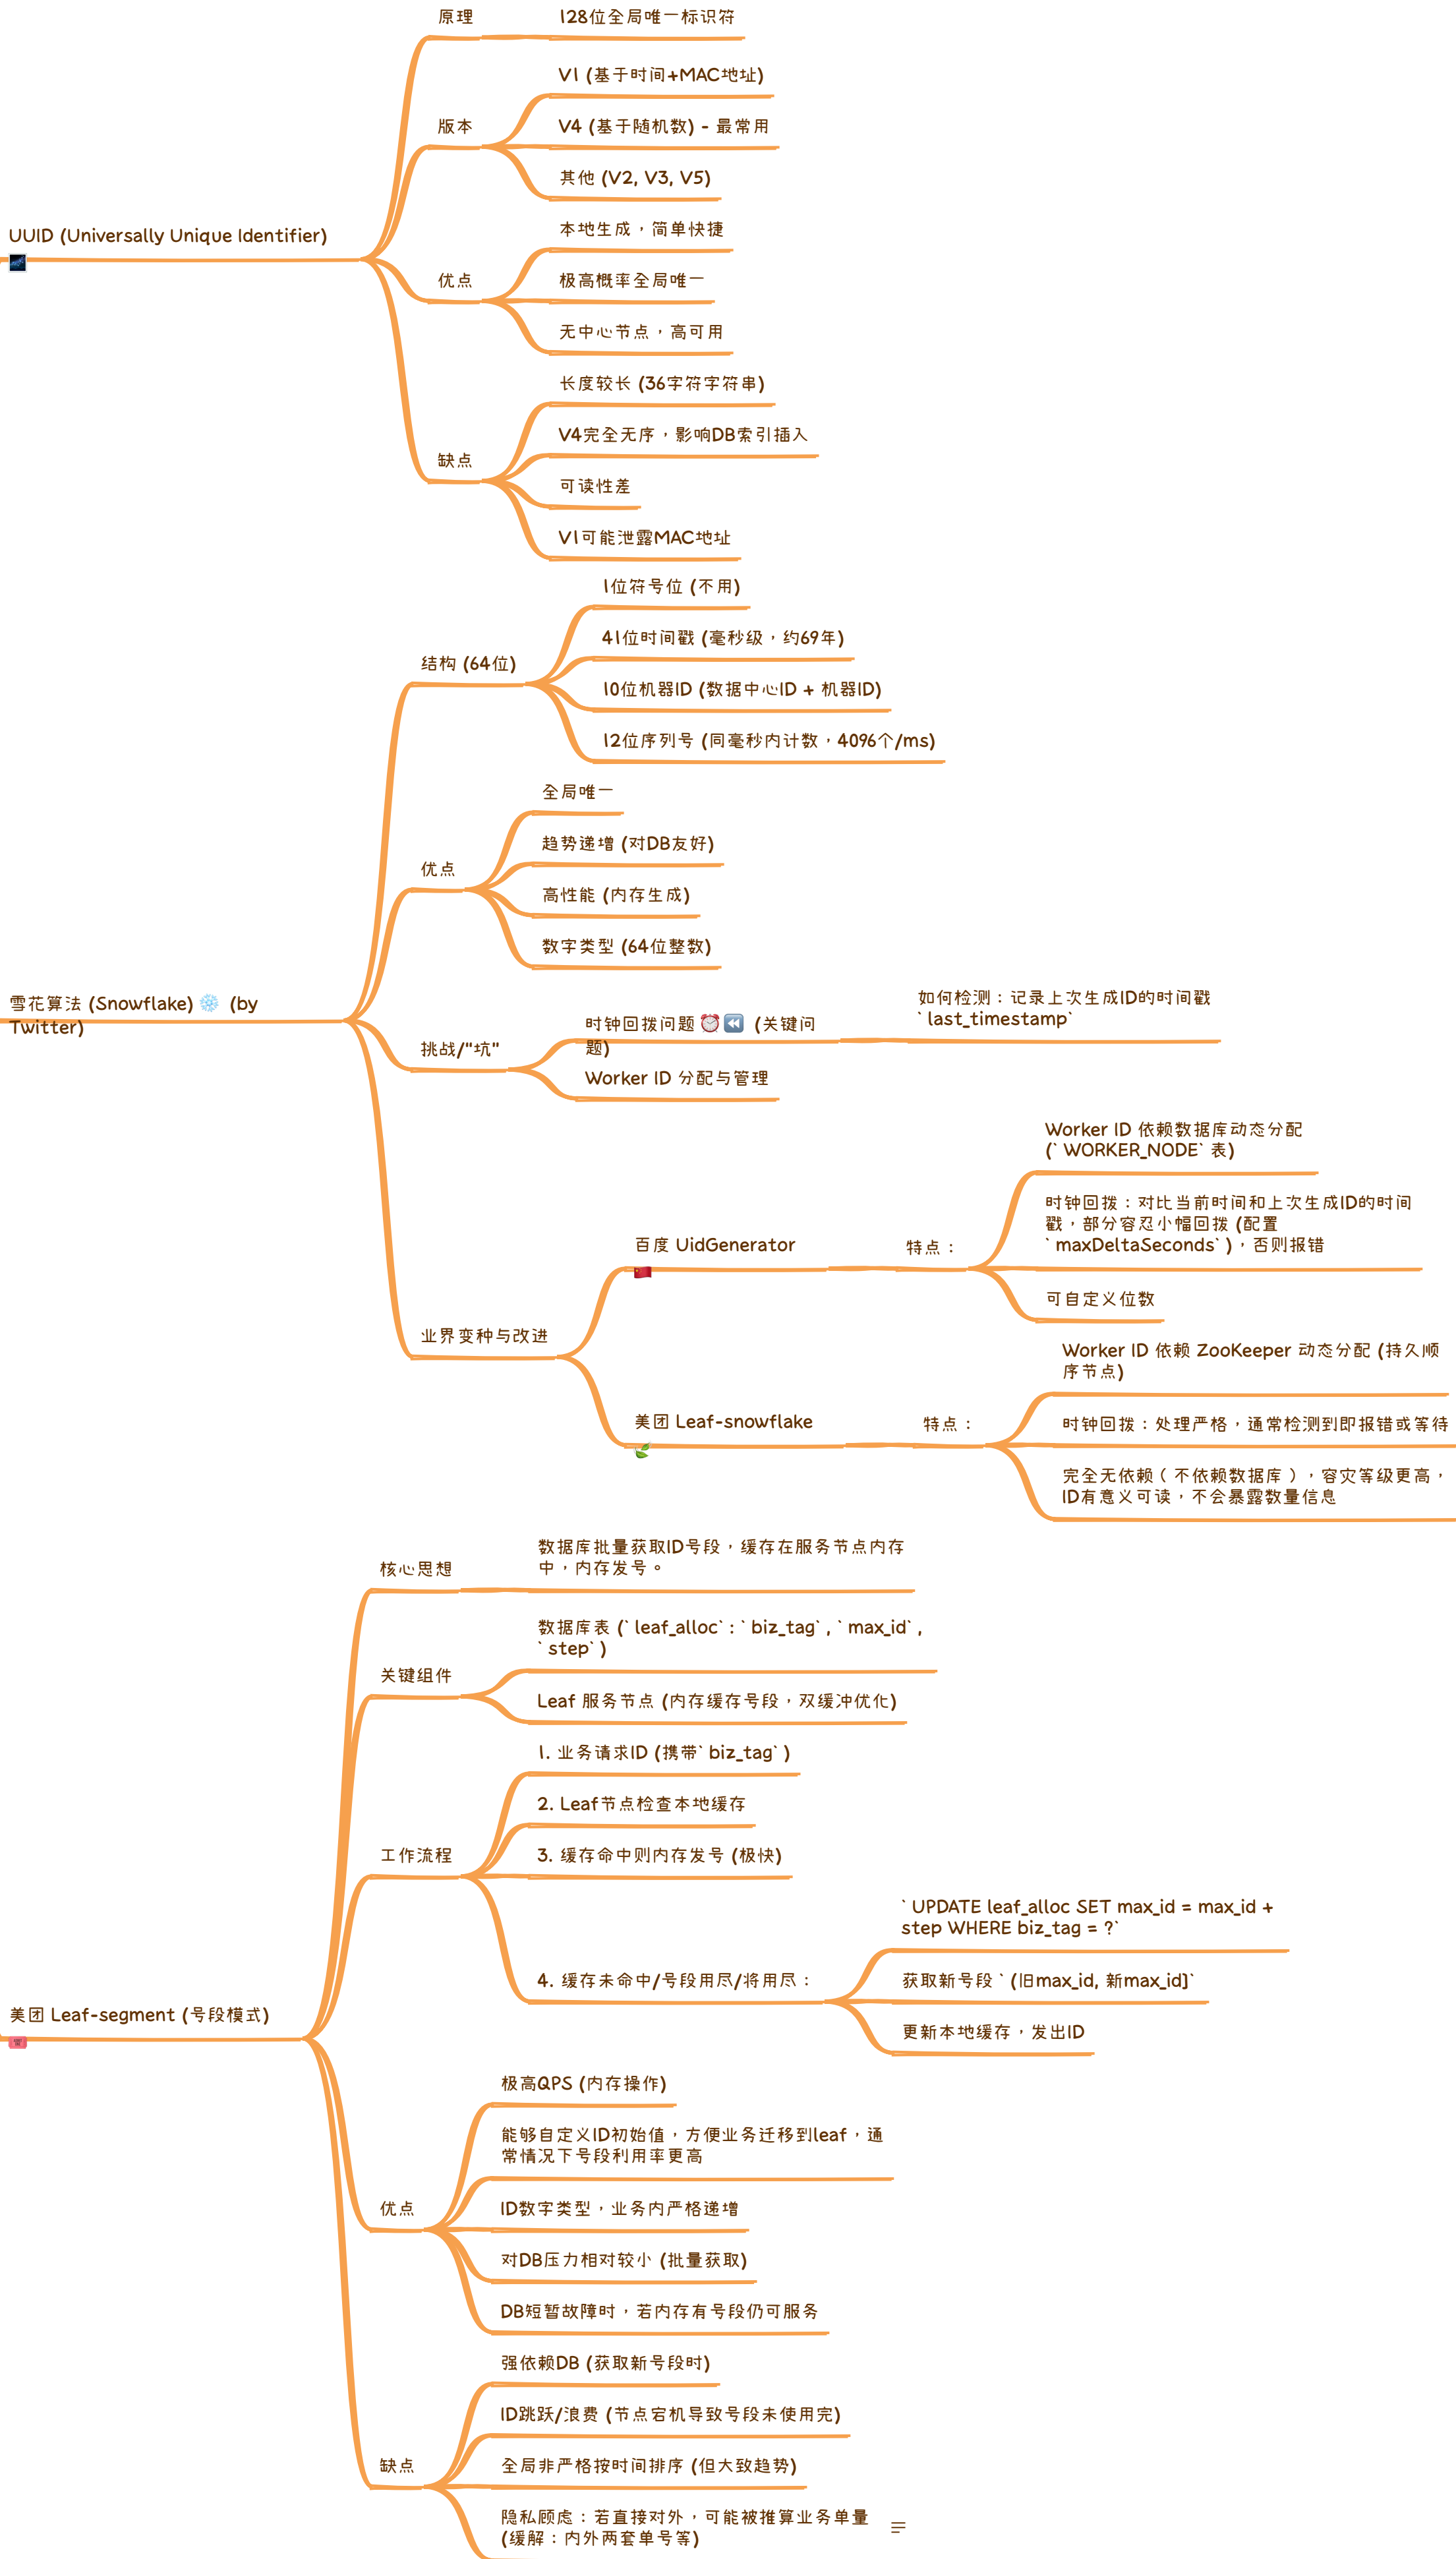 原理
128位全局唯一标识符
版本
V1 (基于时间+MAC地址)
V4 (基于随机数) - 最常用
其他 (V2, V3, V5)
UUID (Universally Unique Identifier)
优点
本地生成，简单快捷
极高概率全局唯一
无中心节点，高可用
缺点
长度较长 (36字符字符串)
V4完全无序，影响DB索引插入
可读性差
V1可能泄露MAC地址
结构 (64位)
1位符号位 (不用)
41位时间戳 (毫秒级，约69年)
10位机器ID (数据中心ID + 机器ID)
12位序列号 (同毫秒内计数，4096个/ms)
优点
全局唯一
趋势递增 (对DB友好)
高性能 (内存生成)
数字类型 (64位整数)
雪花算法 (Snowflake) ❄️ (by
Twitter)
挑战/"坑"
时钟回拨问题 ⏰⏪ (关键问
题)
如何检测：记录上次生成ID的时间戳
`last_timestamp`
Worker ID 分配与管理
业界变种与改进
百度 UidGenerator
🇨🇳
特点：
Worker ID 依赖数据库动态分配
(`WORKER_NODE`表)
时钟回拨：对比当前时间和上次生成ID的时间
戳，部分容忍小幅回拨 (配置
`maxDeltaSeconds`)，否则报错
可自定义位数
美团 Leaf-snowflake
🍃
特点：
Worker ID 依赖 ZooKeeper 动态分配 (持久顺
序节点)
时钟回拨：处理严格，通常检测到即报错或等待
完全无依赖（不依赖数据库），容灾等级更高，
ID有意义可读，不会暴露数量信息
核心思想
数据库批量获取ID号段，缓存在服务节点内存
中，内存发号。
关键组件
数据库表 (`leaf_alloc`: `biz_tag`, `max_id`,
`step`)
Leaf 服务节点 (内存缓存号段，双缓冲优化)
工作流程
1. 业务请求ID (携带`biz_tag`)
2. Leaf节点检查本地缓存
3. 缓存命中则内存发号 (极快)
4. 缓存未命中/号段用尽/将用尽：
`UPDATE leaf_alloc SET max_id = max_id +
step WHERE biz_tag = ?`
获取新号段 `(旧max_id, 新max_id]`
更新本地缓存，发出ID
美团 Leaf-segment (号段模式)
优点
极高QPS (内存操作)
能够自定义ID初始值，方便业务迁移到leaf，通
常情况下号段利用率更高
ID数字类型，业务内严格递增
对DB压力相对较小 (批量获取)
DB短暂故障时，若内存有号段仍可服务
缺点
强依赖DB (获取新号段时)
ID跳跃/浪费 (节点宕机导致号段未使用完)
全局非严格按时间排序 (但大致趋势)
隐私顾虑：若直接对外，可能被推算业务单量
(缓解：内外两套单号等)